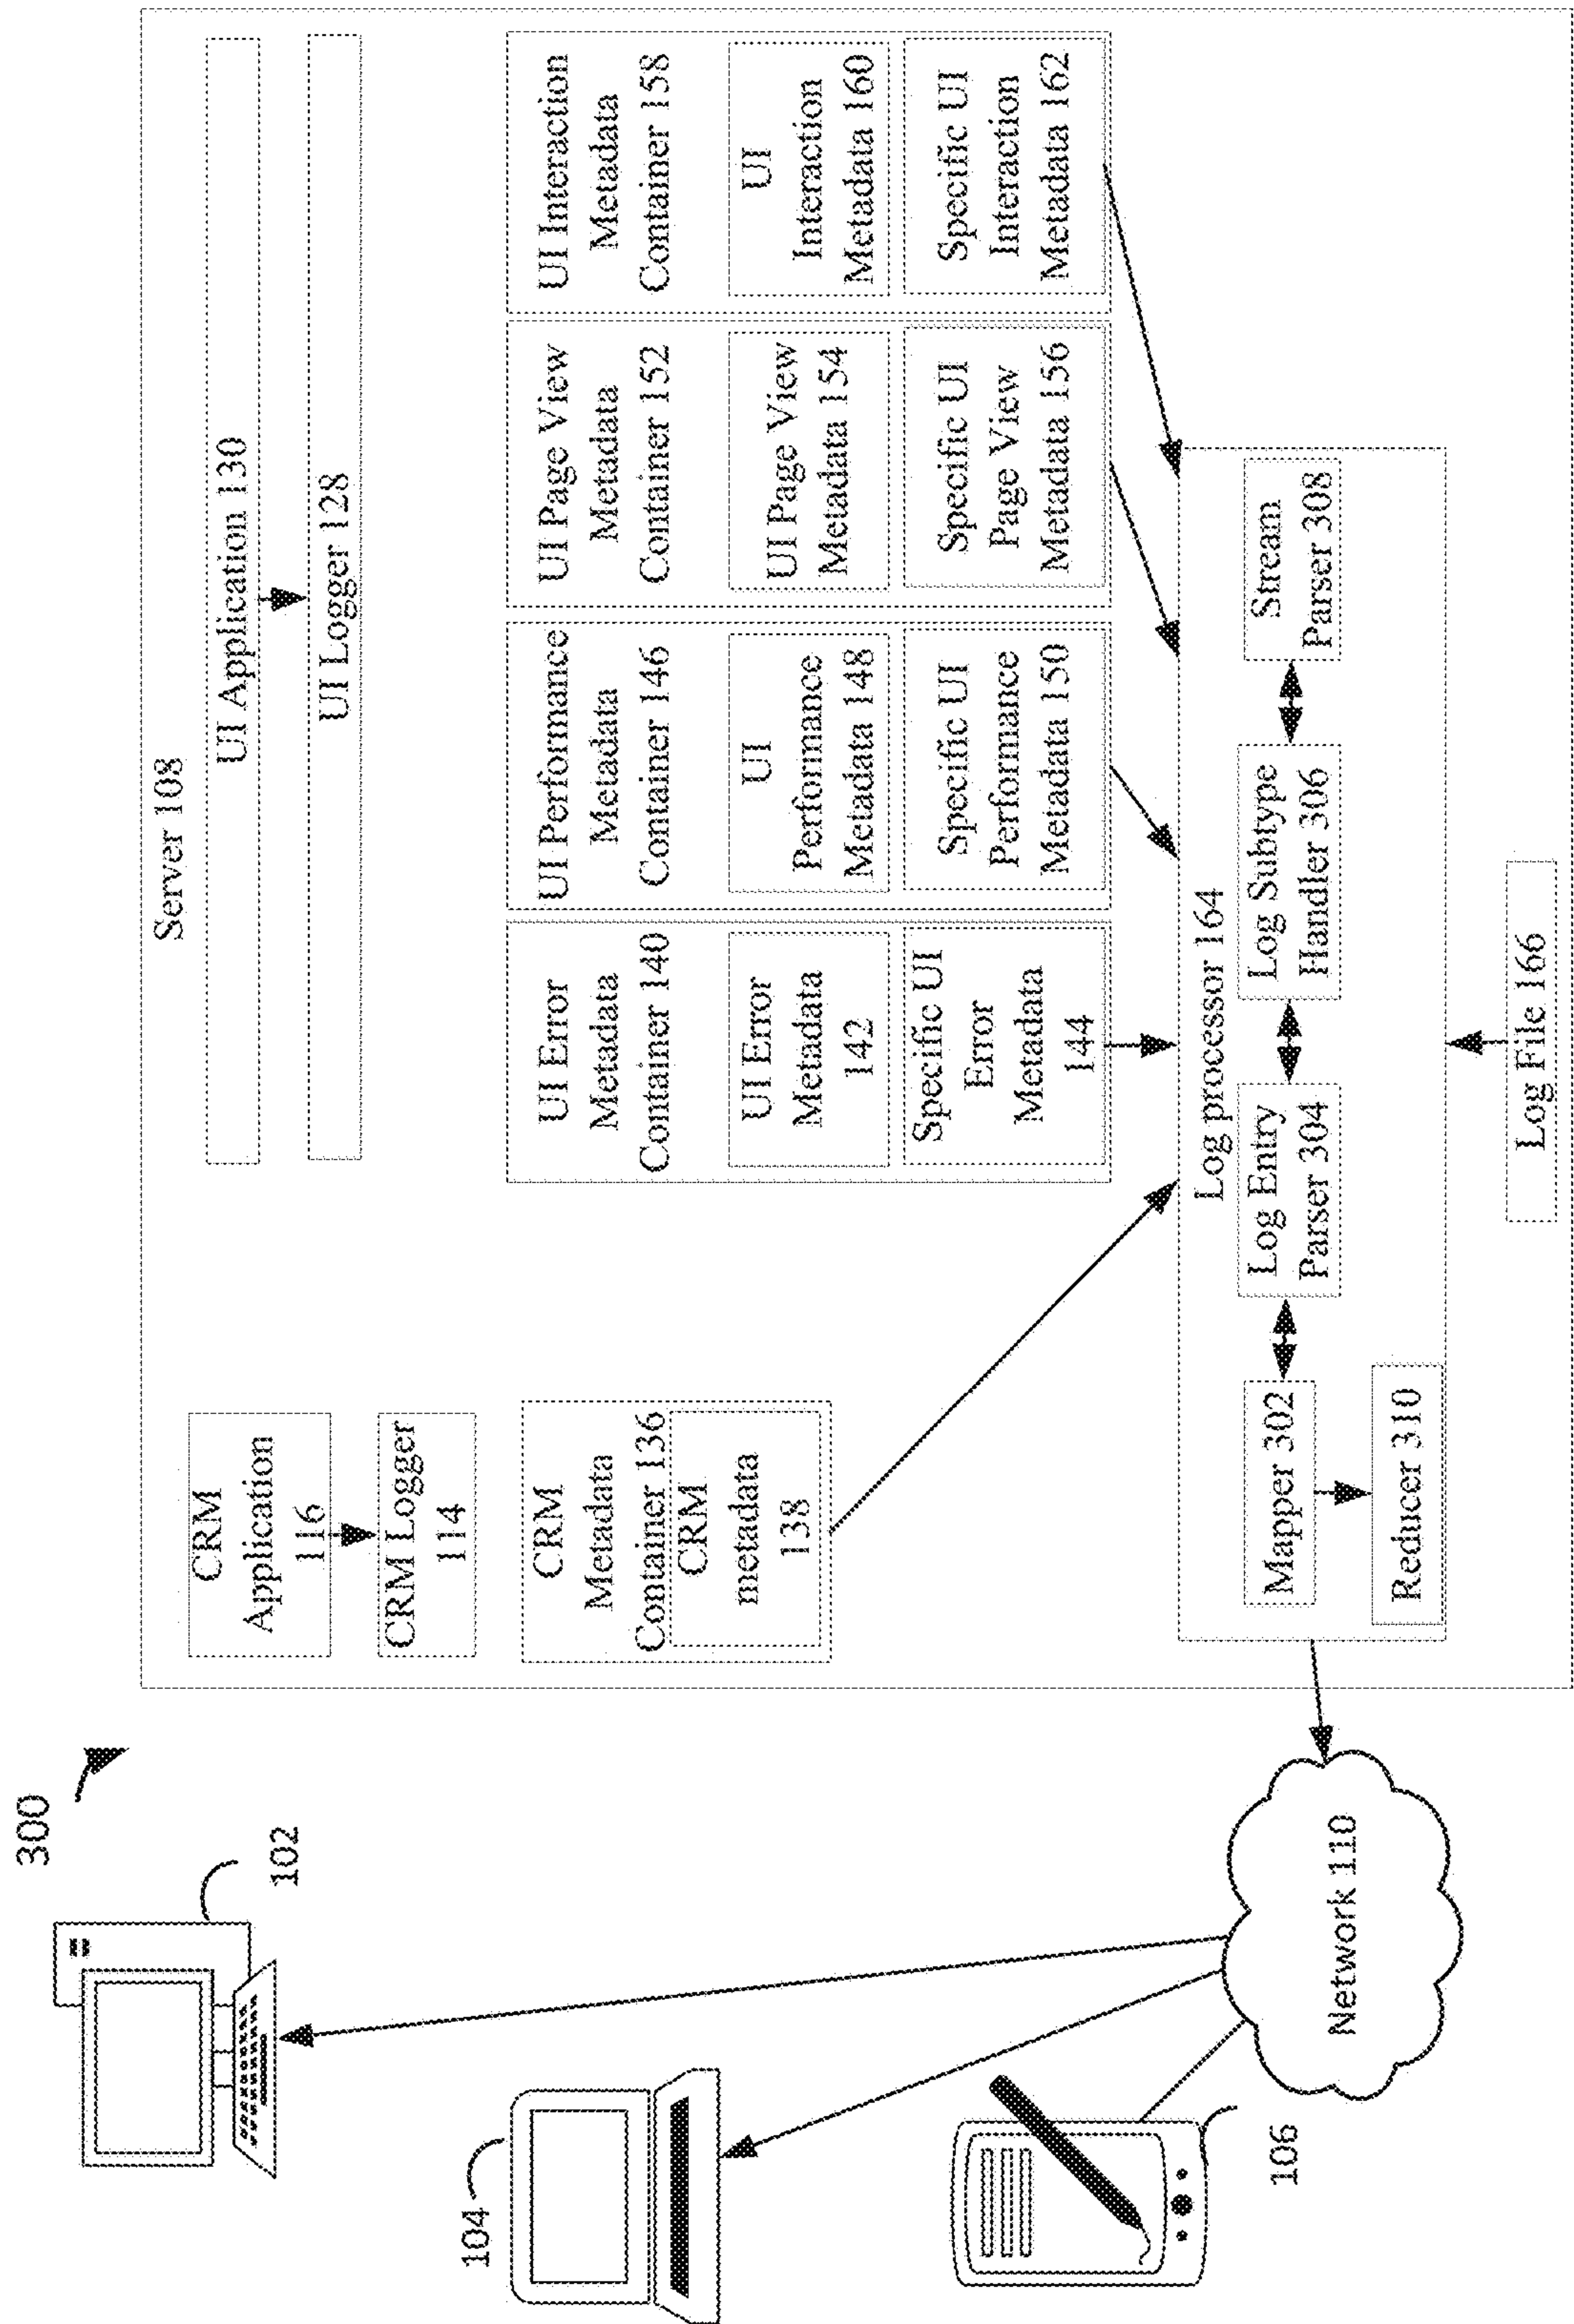 300
102
104
106
Network 110
Server 108
CRM
Application
116
CRM Logger
114
UI Application 130
UI Logger 128
CRM
Metadata
Container 136
CRM
metadata
138
UI Error
Metadata
Container 140
UI Error
Metadata
142
Specific UI
Error
Metadata
144
UI Performance
Metadata
Container 146
UI
Performance
Metadata 148
Specific UI
Performance
Metadata 150
UI Page View
Metadata
Container 152
UI Page View
Metadata 154
Specific UI
Page View
Metadata 156
UI Interaction
Metadata
Container 158
UI
Interaction
Metadata 160
Specific UI
Interaction
Metadata 162
Log processor 164
Mapper 302
Log Entry
Parser 304
Log Subtype
Handler 306
Stream
Parser 308
Reducer 310
Log File 166